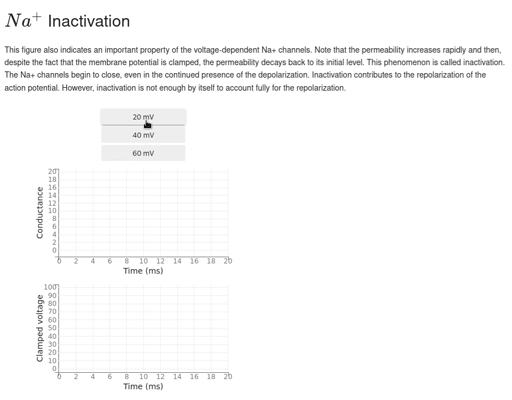 Na+ Inactivation
This figure also indicates an important property of the voltage-dependent Na+ channels. Note that the permeability increases rapidly and then,
despite the fact that the membrane potential is clamped, the permeability decays back to its initial level. This phenomenon is called inactivation.
The Na+ channels begin to close, even in the continued presence of the depolarization. Inactivation contributes to the repolarization of the
action potential. However, inactivation is not enough by itself to account fully for the repolarization.
20 mV
40 mV
60 mV
Conductance
20
18
16
14
12
10
8
6
4
2
0
0 2 4 6 8 10 12 14 16 18 20
Time (ms)
Clamped voltage
100
90
80
70
60
50
40
30
20
10
0
0 2 4 6 8 10 12 14 16 18 20
Time (ms)